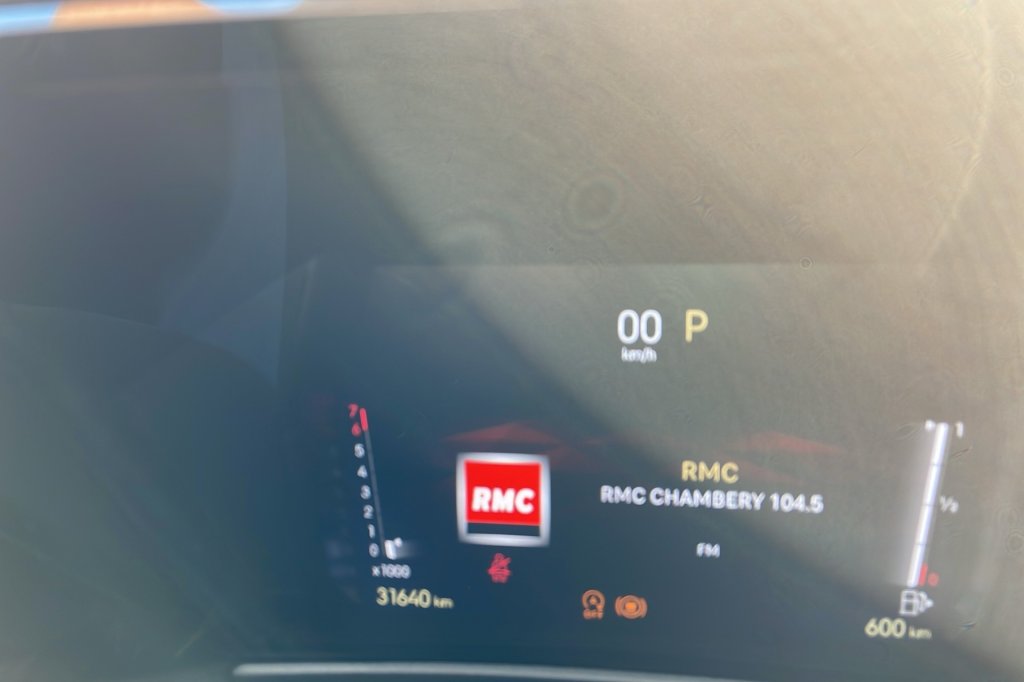 00 P
km/h
7
6
5
4
3
2
1
0
x1000
31640 km
RMC
RMC
RMC CHAMBERY 104.5
FM
OFF
1
1/2
0
600 km